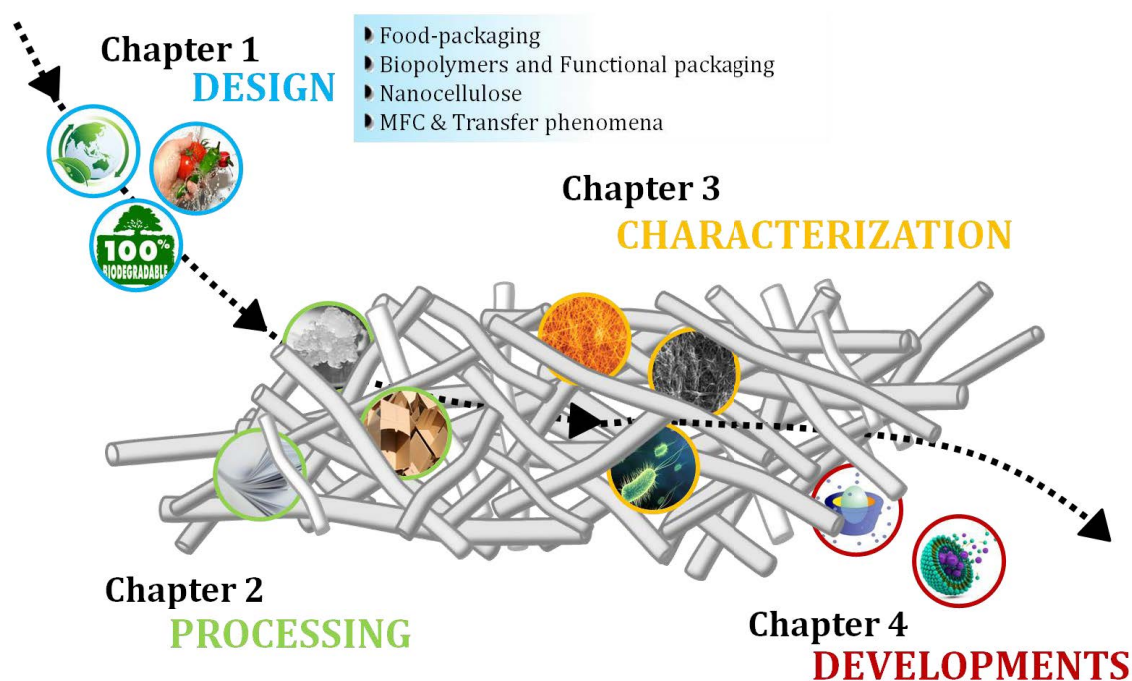 Chapter 1
DESIGN
Food-packaging
Biopolymers and Functional packaging
Nanocellulose
MFC & Transfer phenomena
100%
BIODEGRADABLE
Chapter 3
CHARACTERIZATION
Chapter 2
PROCESSING
Chapter 4
DEVELOPMENTS